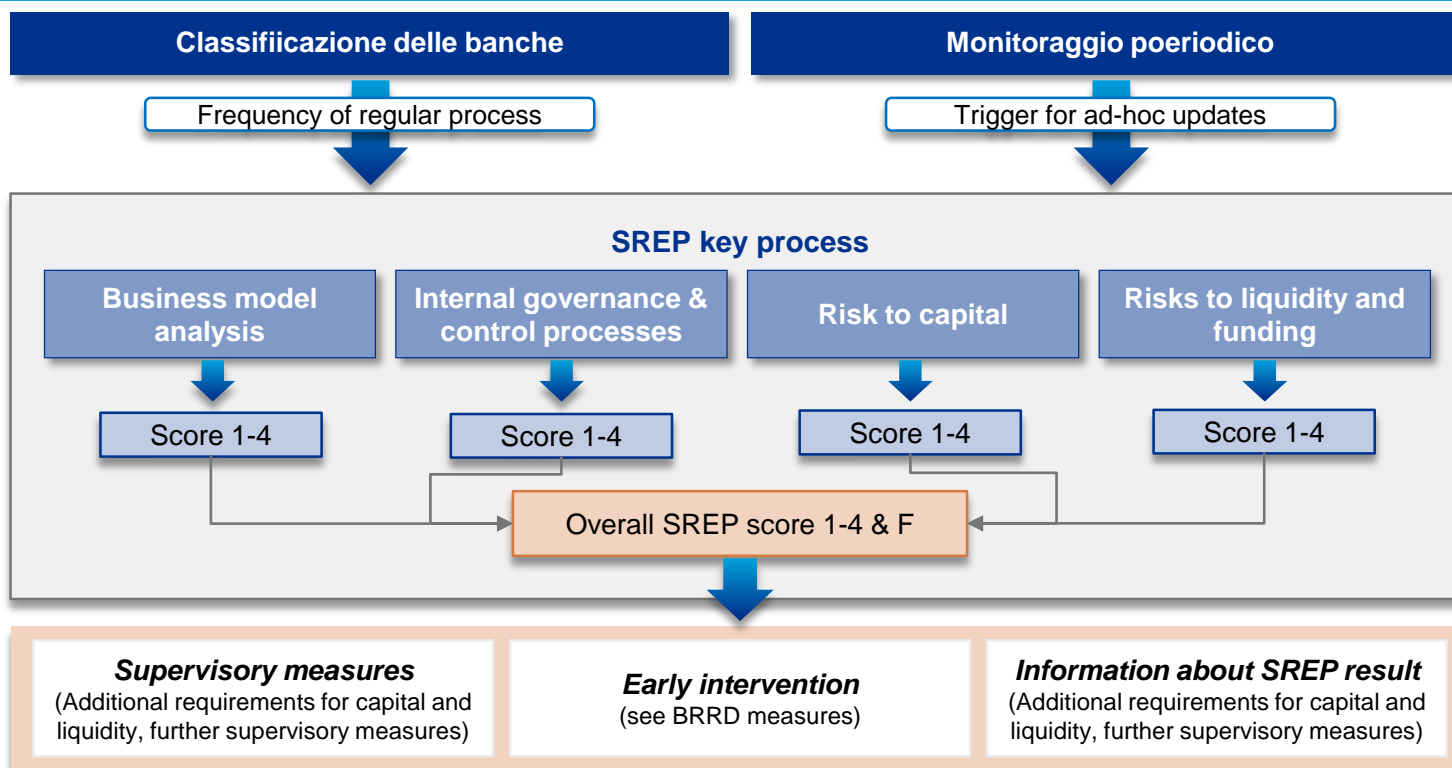 Classifiicazione delle banche
Monitoraggio poeriodico
Frequency of regular process
Trigger for ad-hoc updates
SREP key process
Business model
analysis
Internal governance &
control processes
Risk to capital
Risks to liquidity and
funding
Score 1-4
Score 1-4
Score 1-4
Score 1-4
Overall SREP score 1-4 & F
Supervisory measures
(Additional requirements for capital and
liquidity, further supervisory measures)
Early intervention
(see BRRD measures)
Information about SREP result
(Additional requirements for capital and
liquidity, further supervisory measures)